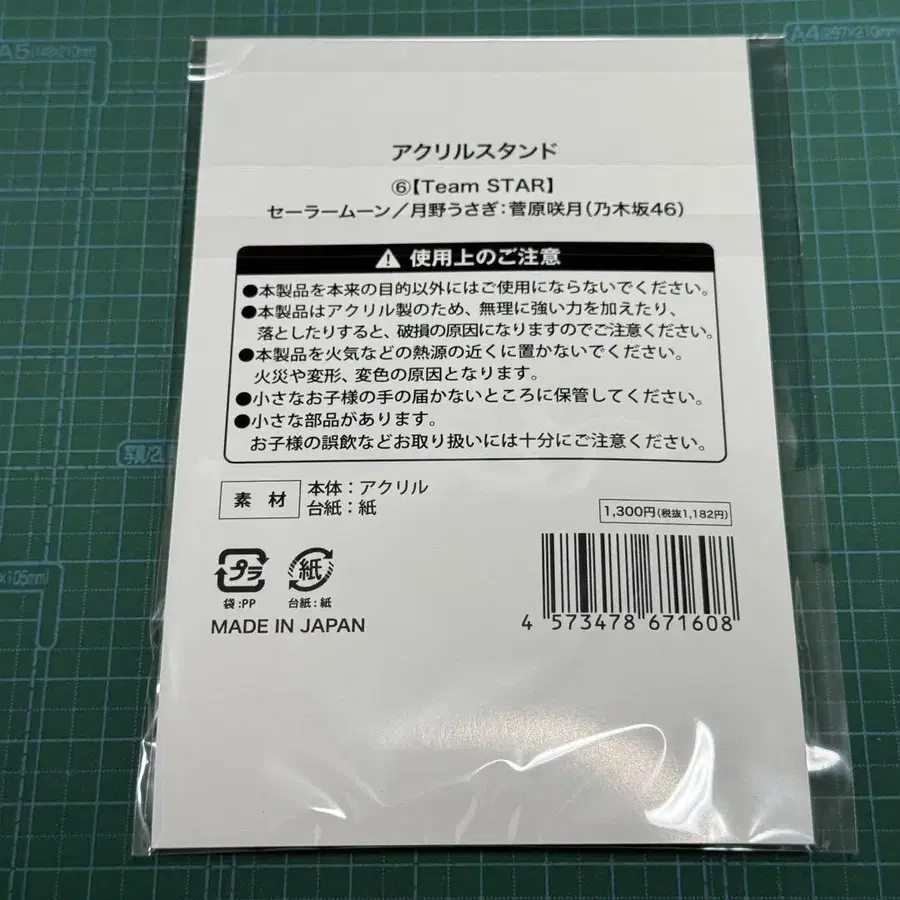 A5(148×210mm)
A4(297×210mm)
アクリルスタンド
⑥【Team STAR】
セーラームーン／月野うさぎ：菅原咲月(乃木坂46)
使用上のご注意
●本製品を本来の目的以外にはご使用にならないでください。
●本製品はアクリル製のため、無理に強い力を加えたり、
落としたりすると、破損の原因になりますのでご注意ください。
●本製品を火気などの熱源の近くに置かないでください。
火災や変形、変色の原因となります。
●小さなお子様の手の届かないところに保管してください。
●小さな部品があります。
お子様の誤飲などお取り扱いには十分にご注意ください。
素材
本体：アクリル
台紙：紙
1,300円(税抜1,182円)
プラ
紙
袋:PP
台紙:紙
MADE IN JAPAN
4 573478 671608